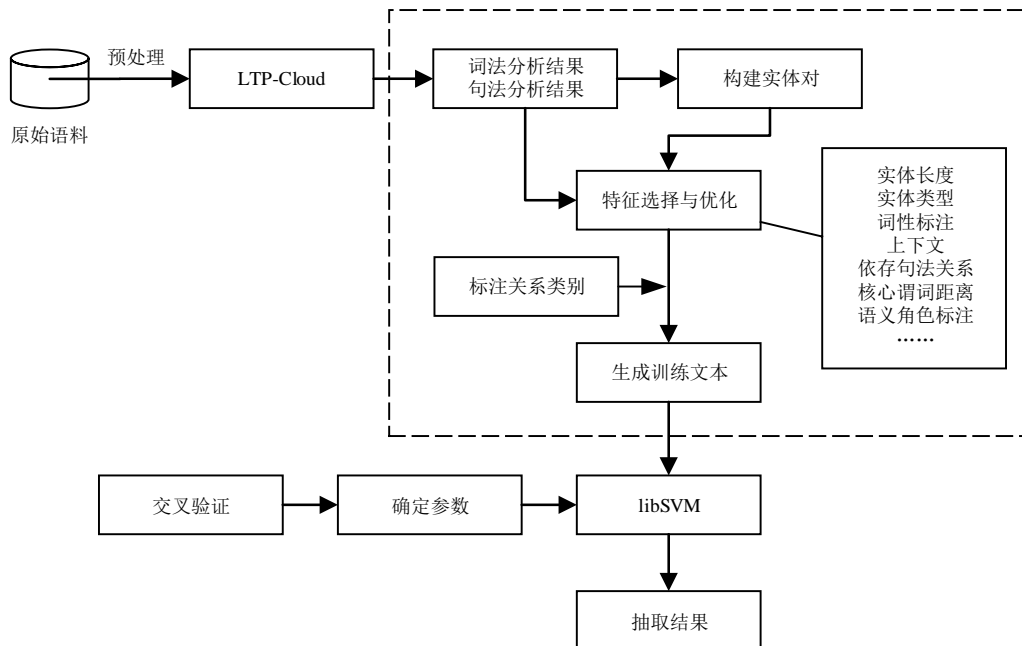 预处理
原始语料
LTP-Cloud
词法分析结果
句法分析结果
构建实体对
特征选择与优化
实体长度
实体类型
词性标注
上下文
依存句法关系
核心谓词距离
语义角色标注
……
标注关系类别
生成训练文本
交叉验证
确定参数
libSVM
抽取结果